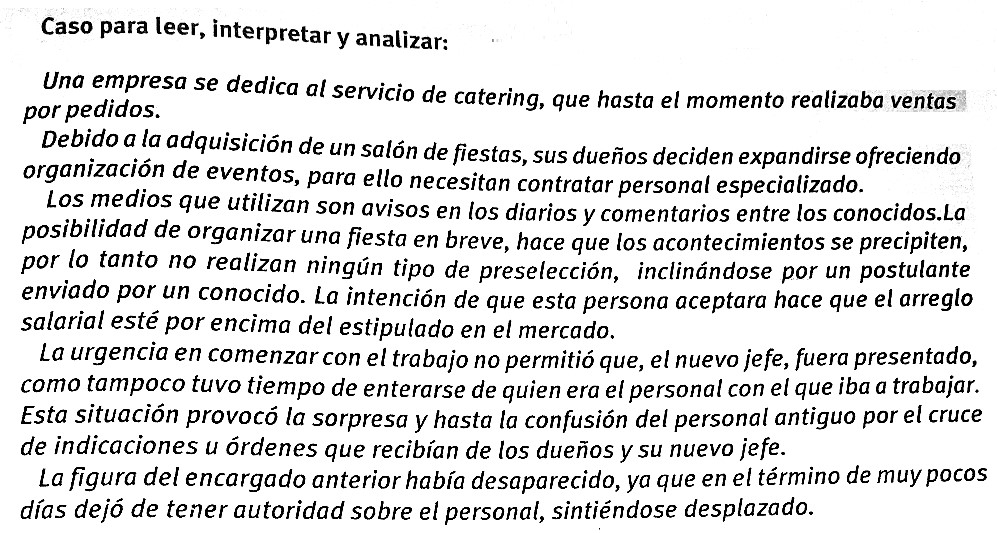 Caso para leer, interpretar y analizar:
Una empresa se dedica al servicio de catering, que hasta el momento realizaba ventas
por pedidos.
Debido a la adquisición de un salón de fiestas, sus dueños deciden expandirse ofreciendo
organización de eventos, para ello necesitan contratar personal especializado.
Los medios que utilizan son avisos en los diarios y comentarios entre los conocidos.La
posibilidad de organizar una fiesta en breve, hace que los acontecimientos se precipiten,
por lo tanto no realizan ningún tipo de preselección, inclinándose por un postulante
enviado por un conocido. La intención de que esta persona aceptara hace que el arreglo
salarial esté por encima del estipulado en el mercado.
La urgencia en comenzar con el trabajo no permitió que, el nuevo jefe, fuera presentado,
como tampoco tuvo tiempo de enterarse de quien era el personal con el que iba a trabajar.
Esta situación provocó la sorpresa y hasta la confusión del personal antiguo por el cruce
de indicaciones u órdenes que recibían de los dueños y su nuevo jefe.
La figura del encargado anterior había desaparecido, ya que en el término de muy pocos
días dejó de tener autoridad sobre el personal, sintiéndose desplazado.